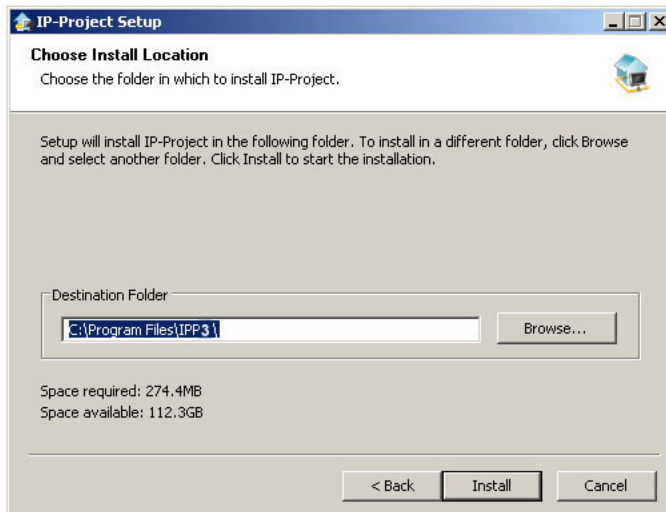 IP-Project Setup
Choose Install Location
Choose the folder in which to install IP-Project.
Setup will install IP-Project in the following folder. To install in a different folder, click Browse
and select another folder. Click Install to start the installation.
Destination Folder
C:\Program Files\IPP3\
Browse...
Space required: 274.4MB
Space available: 112.3GB
< Back
Install
Cancel